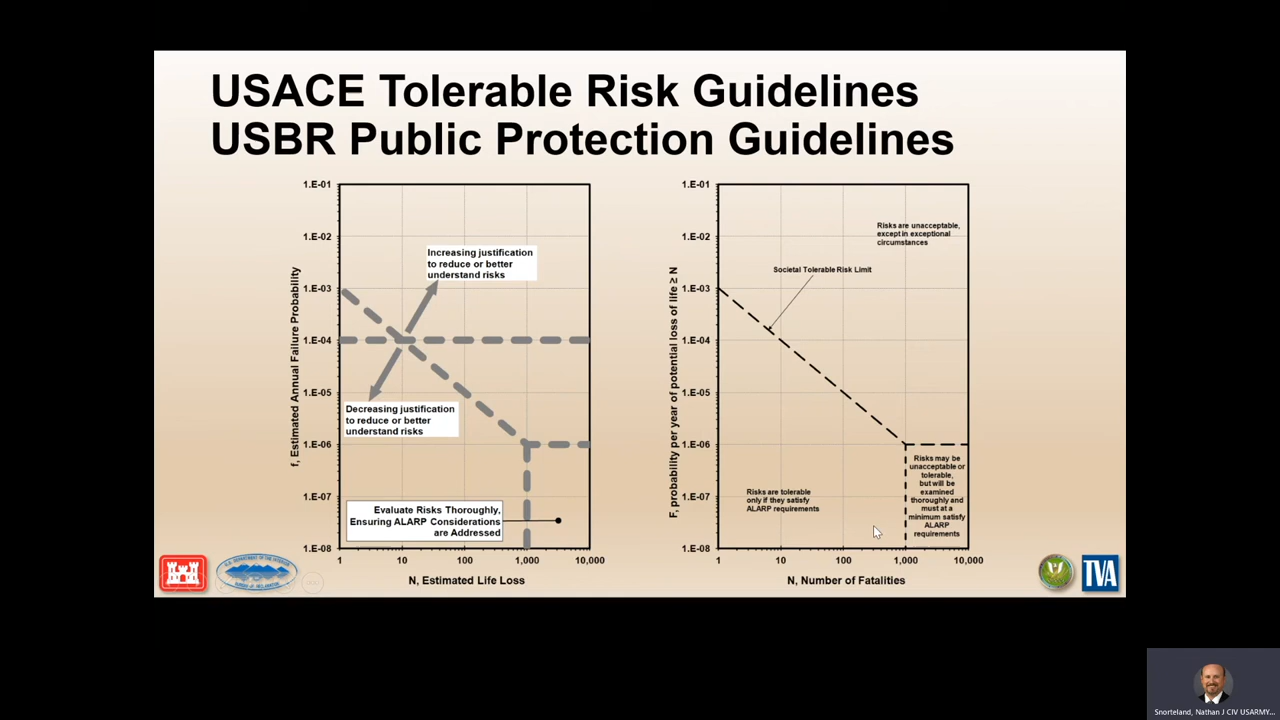 USACE Tolerable Risk Guidelines
USBR Public Protection Guidelines
1.E-01
1.E-02
1.E-03
1.E-04
1.E-05
1.E-06
1.E-07
1.E-08
f, Estimated Annual Failure Probability
Increasing justification
to reduce or better
understand risks
Decreasing justification
to reduce or better
understand risks
Evaluate Risks Thoroughly,
Ensuring ALARP Considerations
are Addressed
1
10
100
1,000
10,000
N, Estimated Life Loss
1.E-01
1.E-02
1.E-03
1.E-04
1.E-05
1.E-06
1.E-07
1.E-08
F, probability per year of potential loss of life ≥ N
Risks are unacceptable,
except in exceptional
circumstances
Societal Tolerable Risk Limit
Risks are tolerable
only if they satisfy
ALARP requirements
Risks may be
unacceptable or
tolerable,
but will be
examined
thoroughly and
must at a
minimum satisfy
ALARP
requirements
1
10
100
1,000
10,000
N, Number of Fatalities
TVA
Snorteland, Nathan J CIV USARMY...